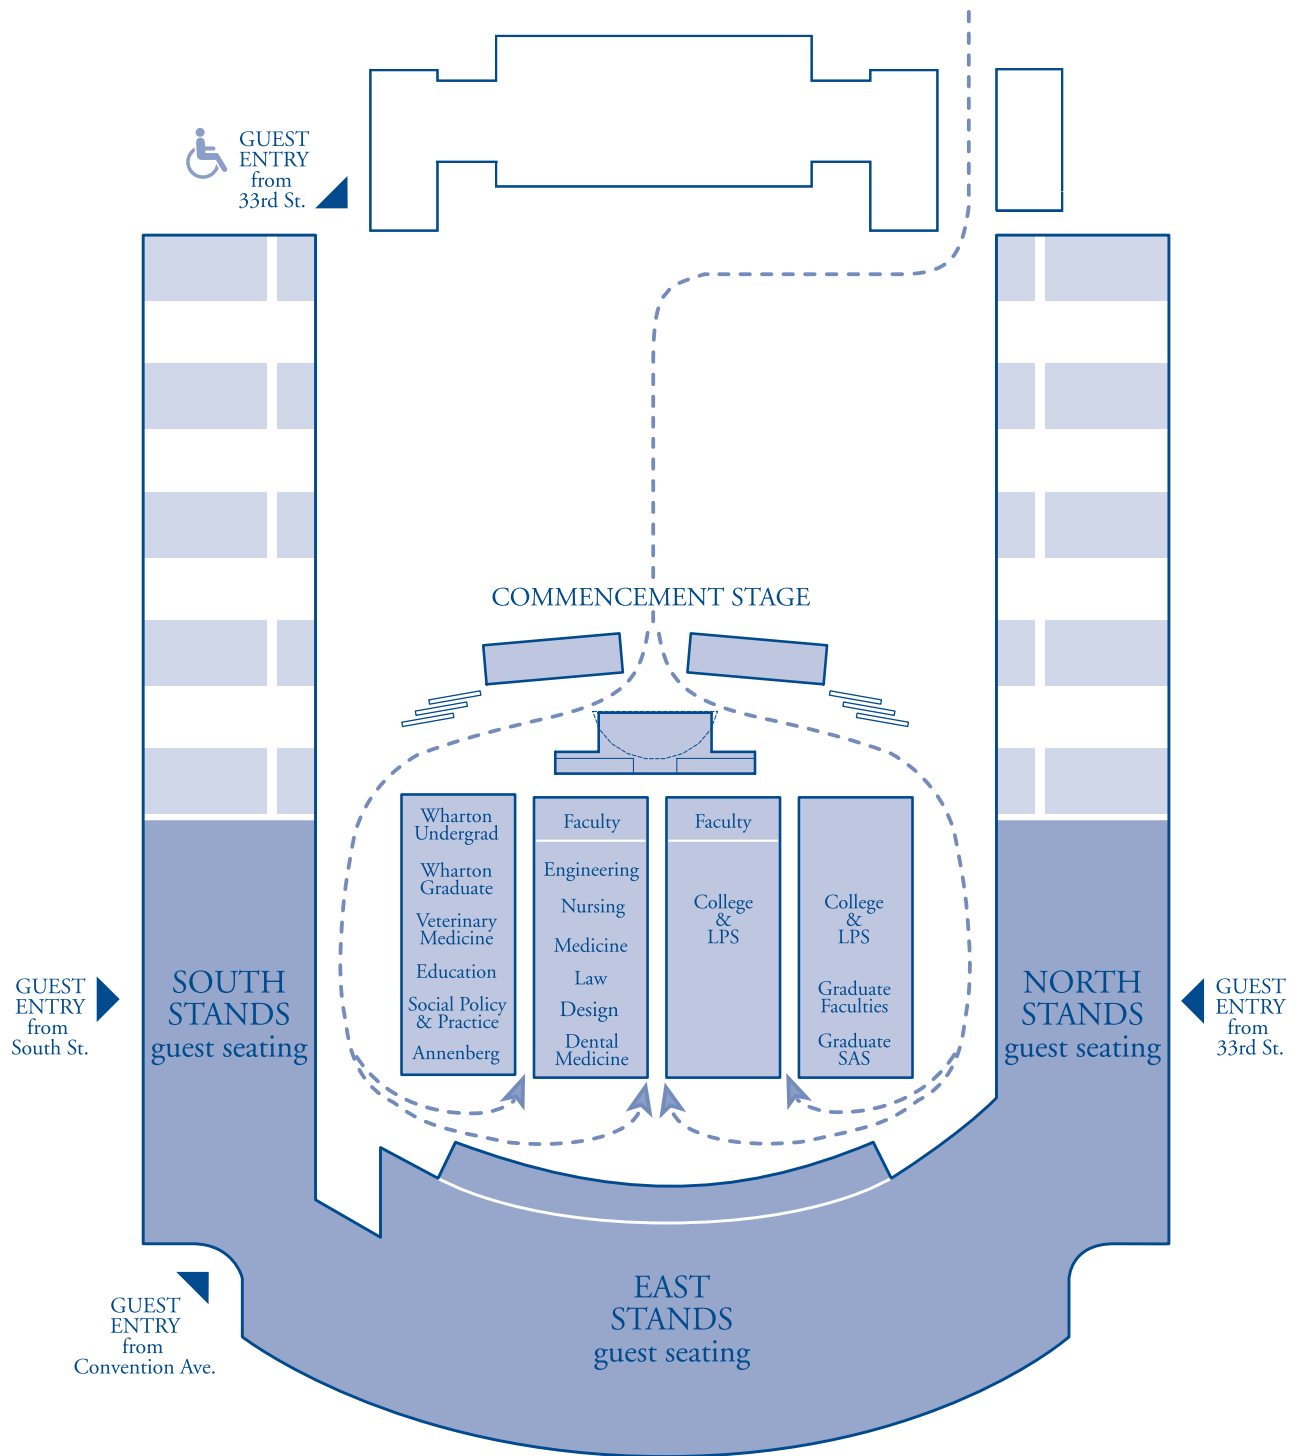 GUEST
ENTRY
from
33rd St.
COMMENCEMENT STAGE
Wharton
Undergrad
Wharton
Graduate
Veterinary
Medicine
Education
Social Policy
& Practice
Annenberg
Faculty
Engineering
Nursing
Medicine
Law
Design
Dental
Medicine
Faculty
College
&
LPS
College
&
LPS
Graduate
Faculties
Graduate
SAS
GUEST
ENTRY
from
South St.
SOUTH
STANDS
guest seating
NORTH
STANDS
guest seating
GUEST
ENTRY
from
33rd St.
EAST
STANDS
guest seating
GUEST
ENTRY
from
Convention Ave.